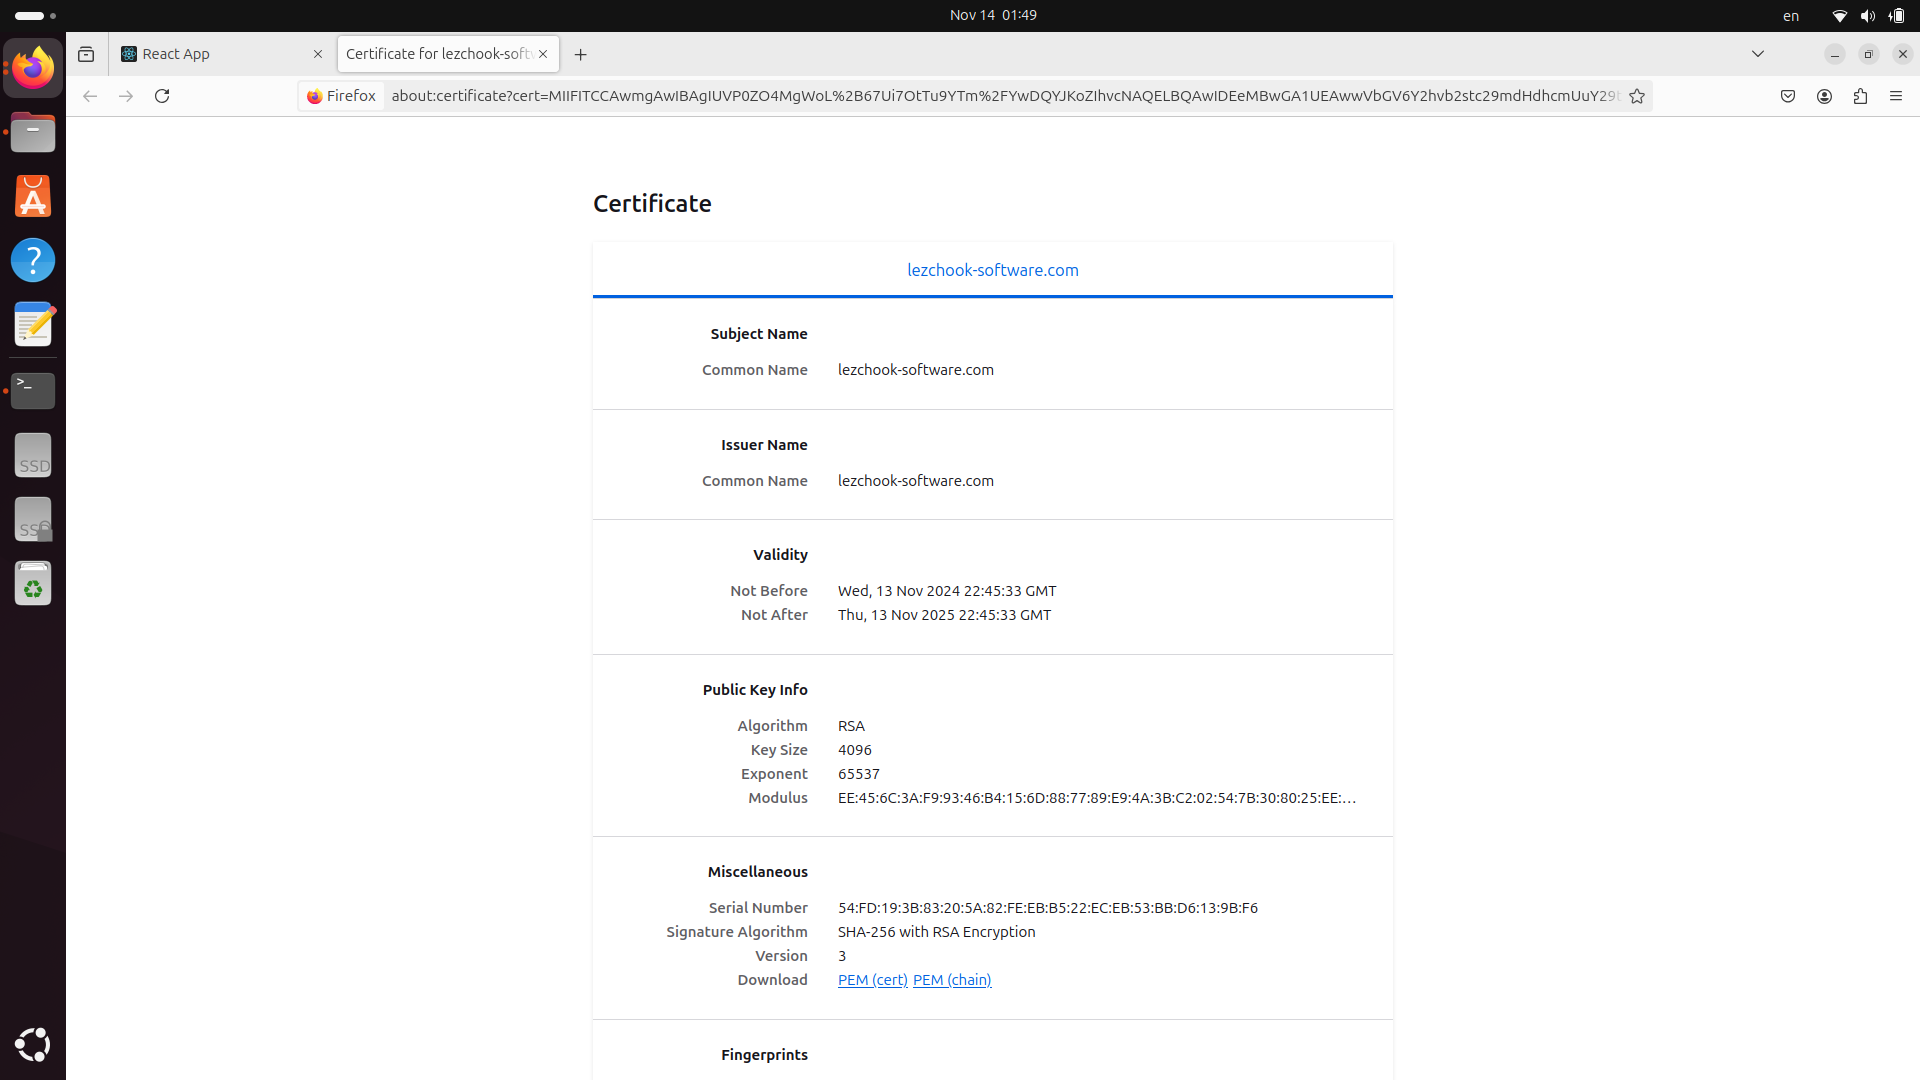 Nov 14 01:49
en
React App
Certificate for lezchook-soft
Firefox
about:certificate?cert=MIIFITCCAwmgAwIBAgIUVP0ZO4MgWoL%2B67Ui7OtTu9YTm%2FYwDQYJKoZIhvcNAQELBQAwIDEeMBwGA1UEAwwVbGV6Y2hvb2stc29mdHdhcmUuY29t
Certificate
lezchook-software.com
Subject Name
Common Name lezchook-software.com
Issuer Name
Common Name lezchook-software.com
Validity
Not Before Wed, 13 Nov 2024 22:45:33 GMT
Not After Thu, 13 Nov 2025 22:45:33 GMT
Public Key Info
Algorithm RSA
Key Size 4096
Exponent 65537
Modulus EE:45:6C:3A:F9:93:46:B4:15:6D:88:77:89:E9:4A:3B:C2:02:54:7B:30:80:25:EE:…
Miscellaneous
Serial Number 54:FD:19:3B:83:20:5A:82:FE:EB:B5:22:EC:EB:53:BB:D6:13:9B:F6
Signature Algorithm SHA-256 with RSA Encryption
Version 3
Download PEM (cert) PEM (chain)
Fingerprints
SSD
SSD